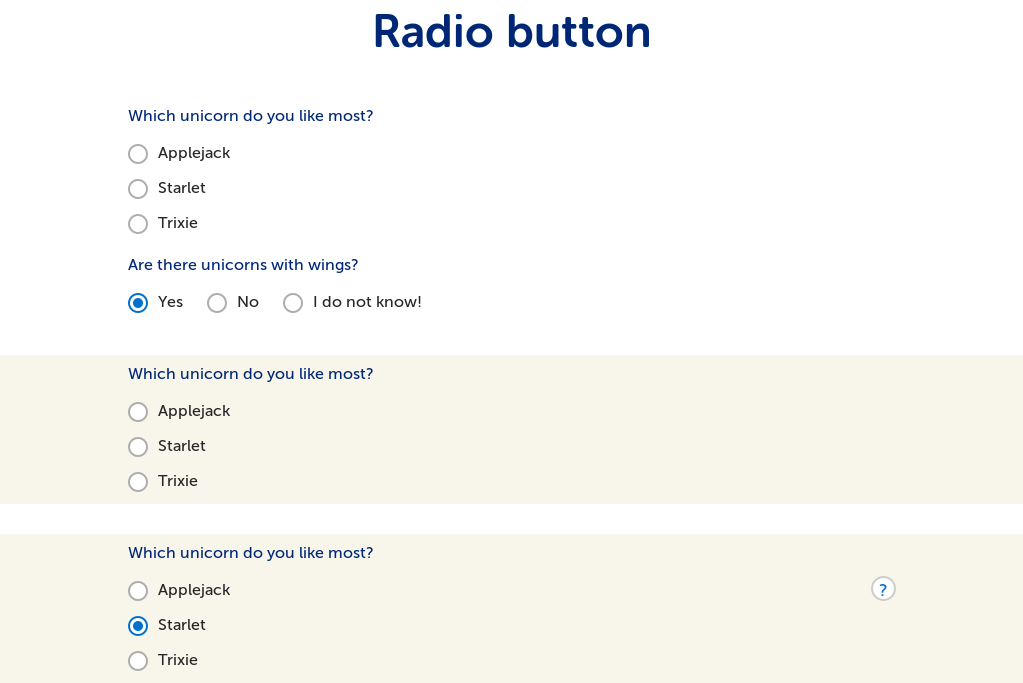 Radio button
Which unicorn do you like most?
Applejack
Starlet
Trixie
Are there unicorns with wings?
Yes No I do not know!
Which unicorn do you like most?
Applejack
Starlet
Trixie
Which unicorn do you like most?
Applejack ?
Starlet
Trixie